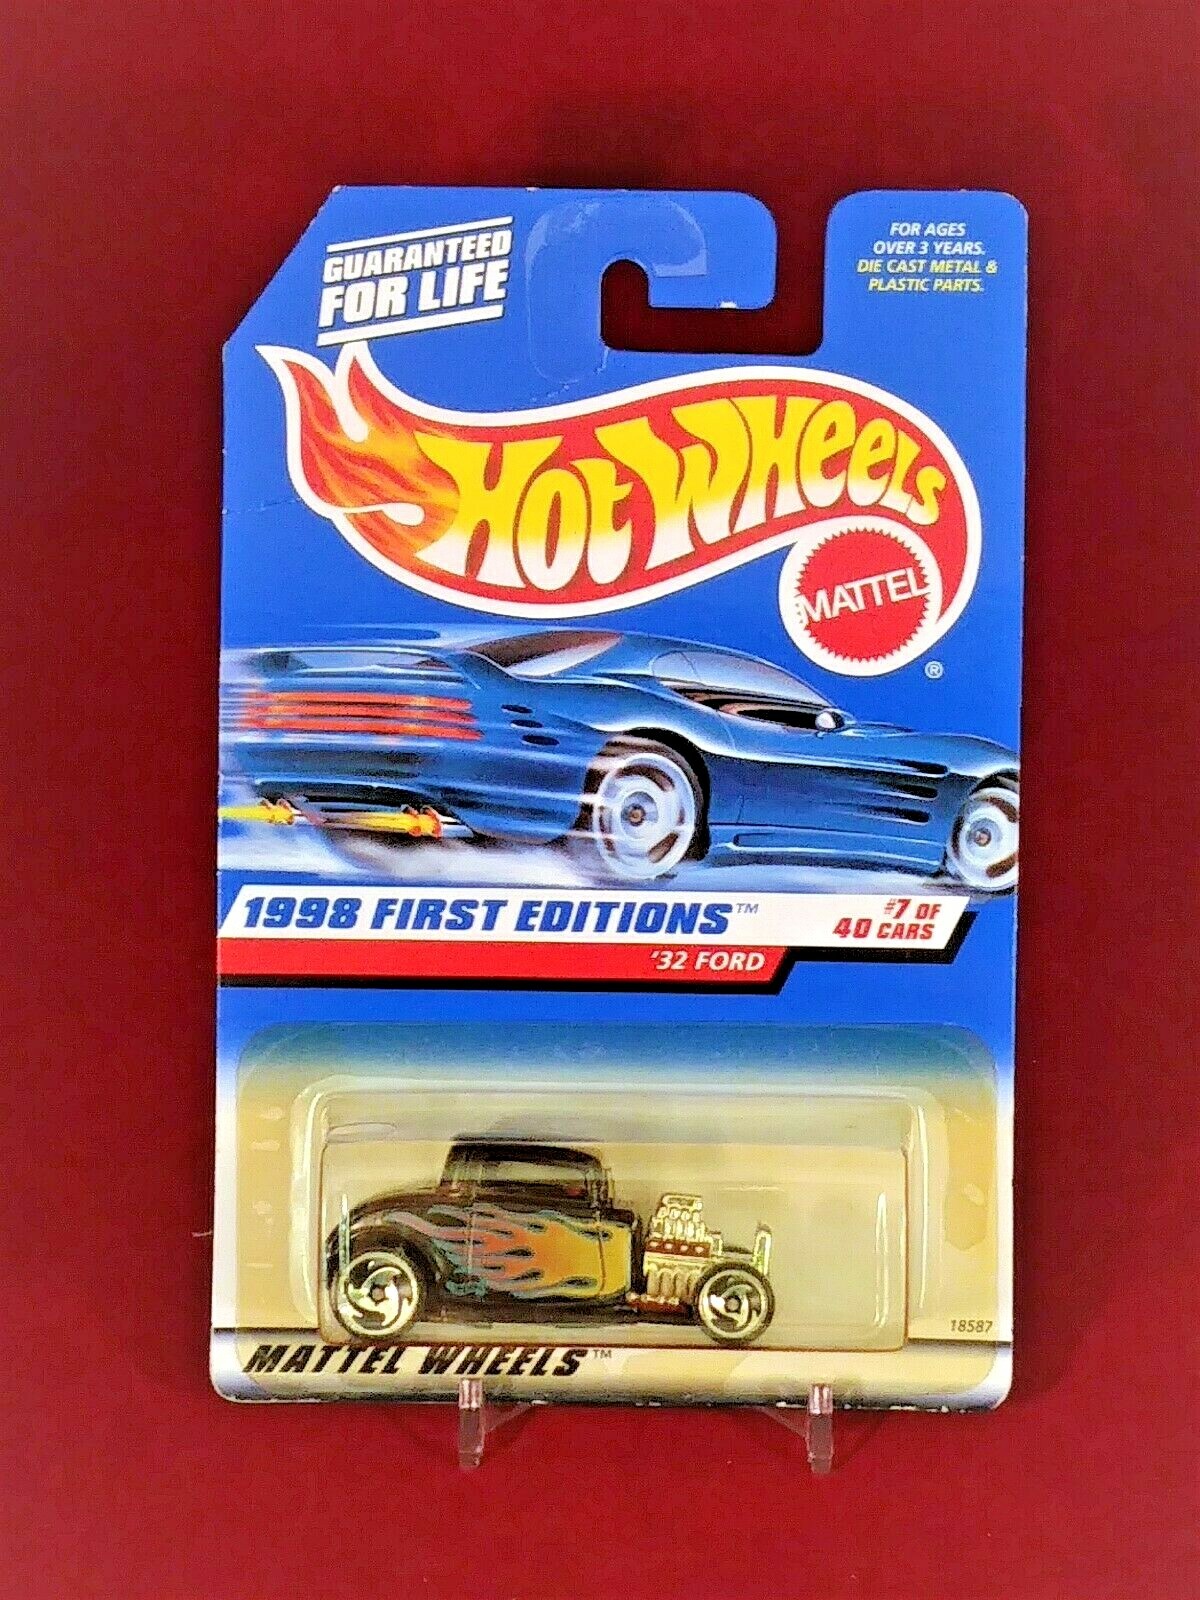 GUARANTEED
FOR LIFE
FOR AGES
OVER 3 YEARS.
DIE CAST METAL &
PLASTIC PARTS.
HOT WHEELS
MATTEL
®
1998 FIRST EDITIONS™
#7 OF
40 CARS
'32 FORD
18587
MATTEL WHEELS™